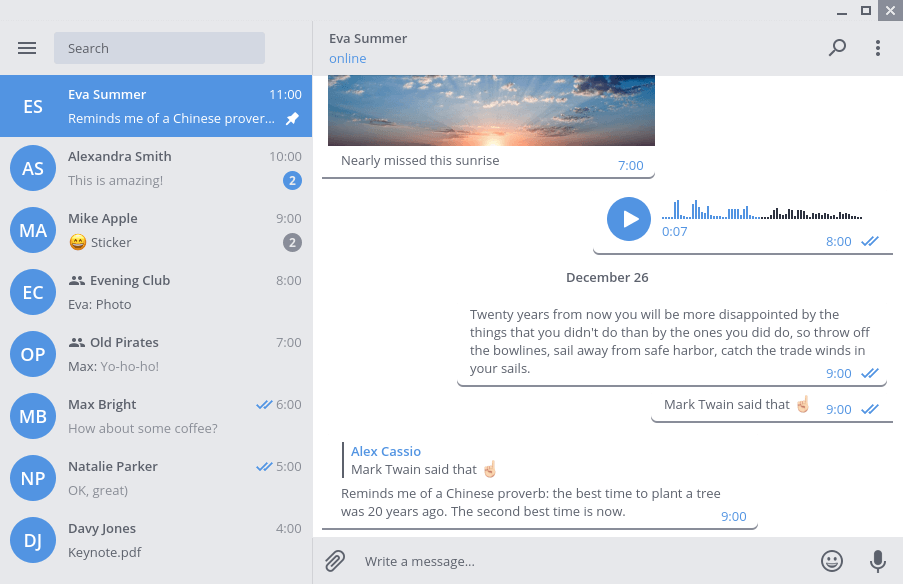 Search
ES
Eva Summer 11:00
Reminds me of a Chinese prover...
AS
Alexandra Smith 10:00
This is amazing! 2
MA
Mike Apple 9:00
😄 Sticker 2
EC
Evening Club 8:00
Eva: Photo
OP
Old Pirates 7:00
Max: Yo-ho-ho!
MB
Max Bright 6:00
How about some coffee?
NP
Natalie Parker 5:00
OK, great)
DJ
Davy Jones 4:00
Keynote.pdf
Eva Summer
online
Nearly missed this sunrise 7:00
0:07 8:00
December 26
Twenty years from now you will be more disappointed by the
things that you didn't do than by the ones you did do, so throw off
the bowlines, sail away from safe harbor, catch the trade winds in
your sails. 9:00
Mark Twain said that ☝🏻 9:00
Alex Cassio
Mark Twain said that ☝🏻
Reminds me of a Chinese proverb: the best time to plant a tree
was 20 years ago. The second best time is now. 9:00
Write a message...